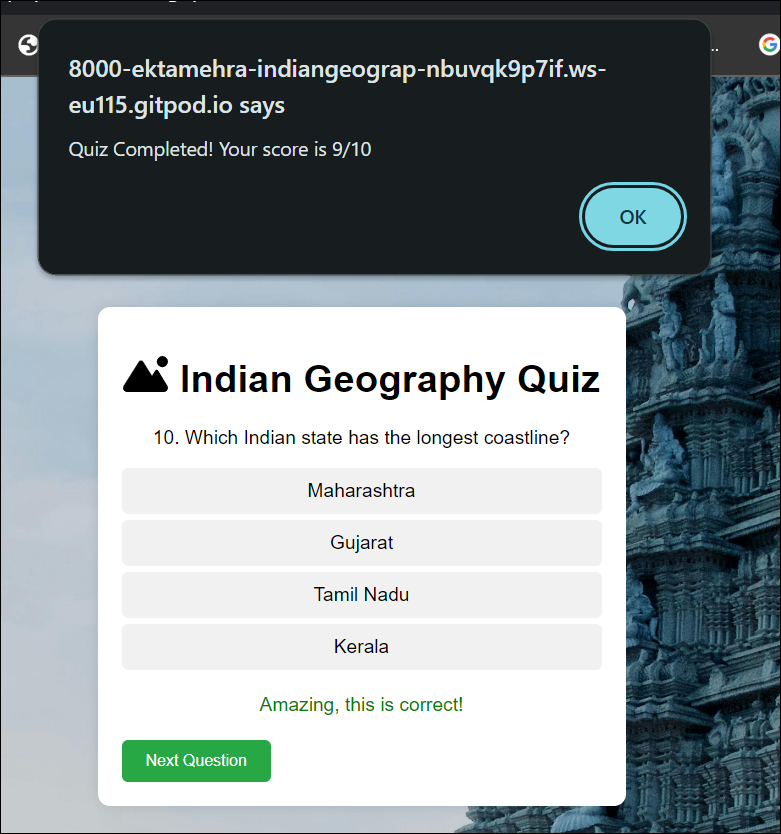 8000-ektamehra-indiangeograp-nbuvqk9p7if.ws-
eu115.gitpod.io says
Quiz Completed! Your score is 9/10
OK
Indian Geography Quiz
10. Which Indian state has the longest coastline?
Maharashtra
Gujarat
Tamil Nadu
Kerala
Amazing, this is correct!
Next Question